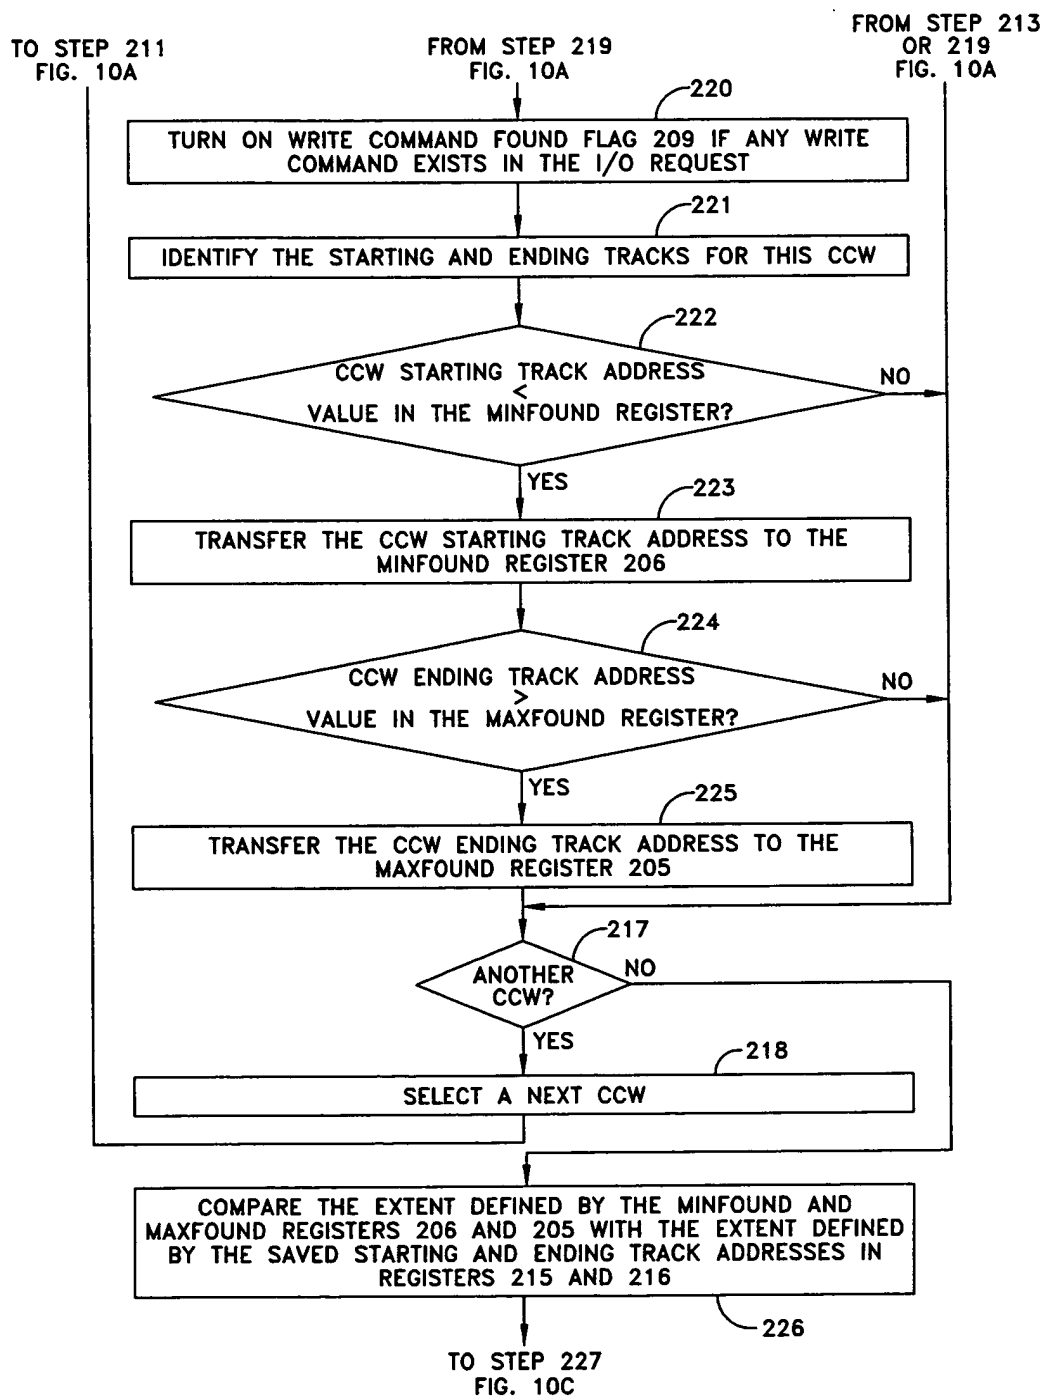 TO STEP 211
FIG. 10A
FROM STEP 219
FIG. 10A
FROM STEP 213
OR 219
FIG. 10A
220
TURN ON WRITE COMMAND FOUND FLAG 209 IF ANY WRITE
COMMAND EXISTS IN THE I/O REQUEST
221
IDENTIFY THE STARTING AND ENDING TRACKS FOR THIS CCW
222
CCW STARTING TRACK ADDRESS
<
VALUE IN THE MINFOUND REGISTER?
NO
YES
223
TRANSFER THE CCW STARTING TRACK ADDRESS TO THE
MINFOUND REGISTER 206
224
CCW ENDING TRACK ADDRESS
>
VALUE IN THE MAXFOUND REGISTER?
NO
YES
225
TRANSFER THE CCW ENDING TRACK ADDRESS TO THE
MAXFOUND REGISTER 205
217
ANOTHER
CCW?
NO
YES
218
SELECT A NEXT CCW
COMPARE THE EXTENT DEFINED BY THE MINFOUND AND
MAXFOUND REGISTERS 206 AND 205 WITH THE EXTENT DEFINED
BY THE SAVED STARTING AND ENDING TRACK ADDRESSES IN
REGISTERS 215 AND 216
226
TO STEP 227
FIG. 10C